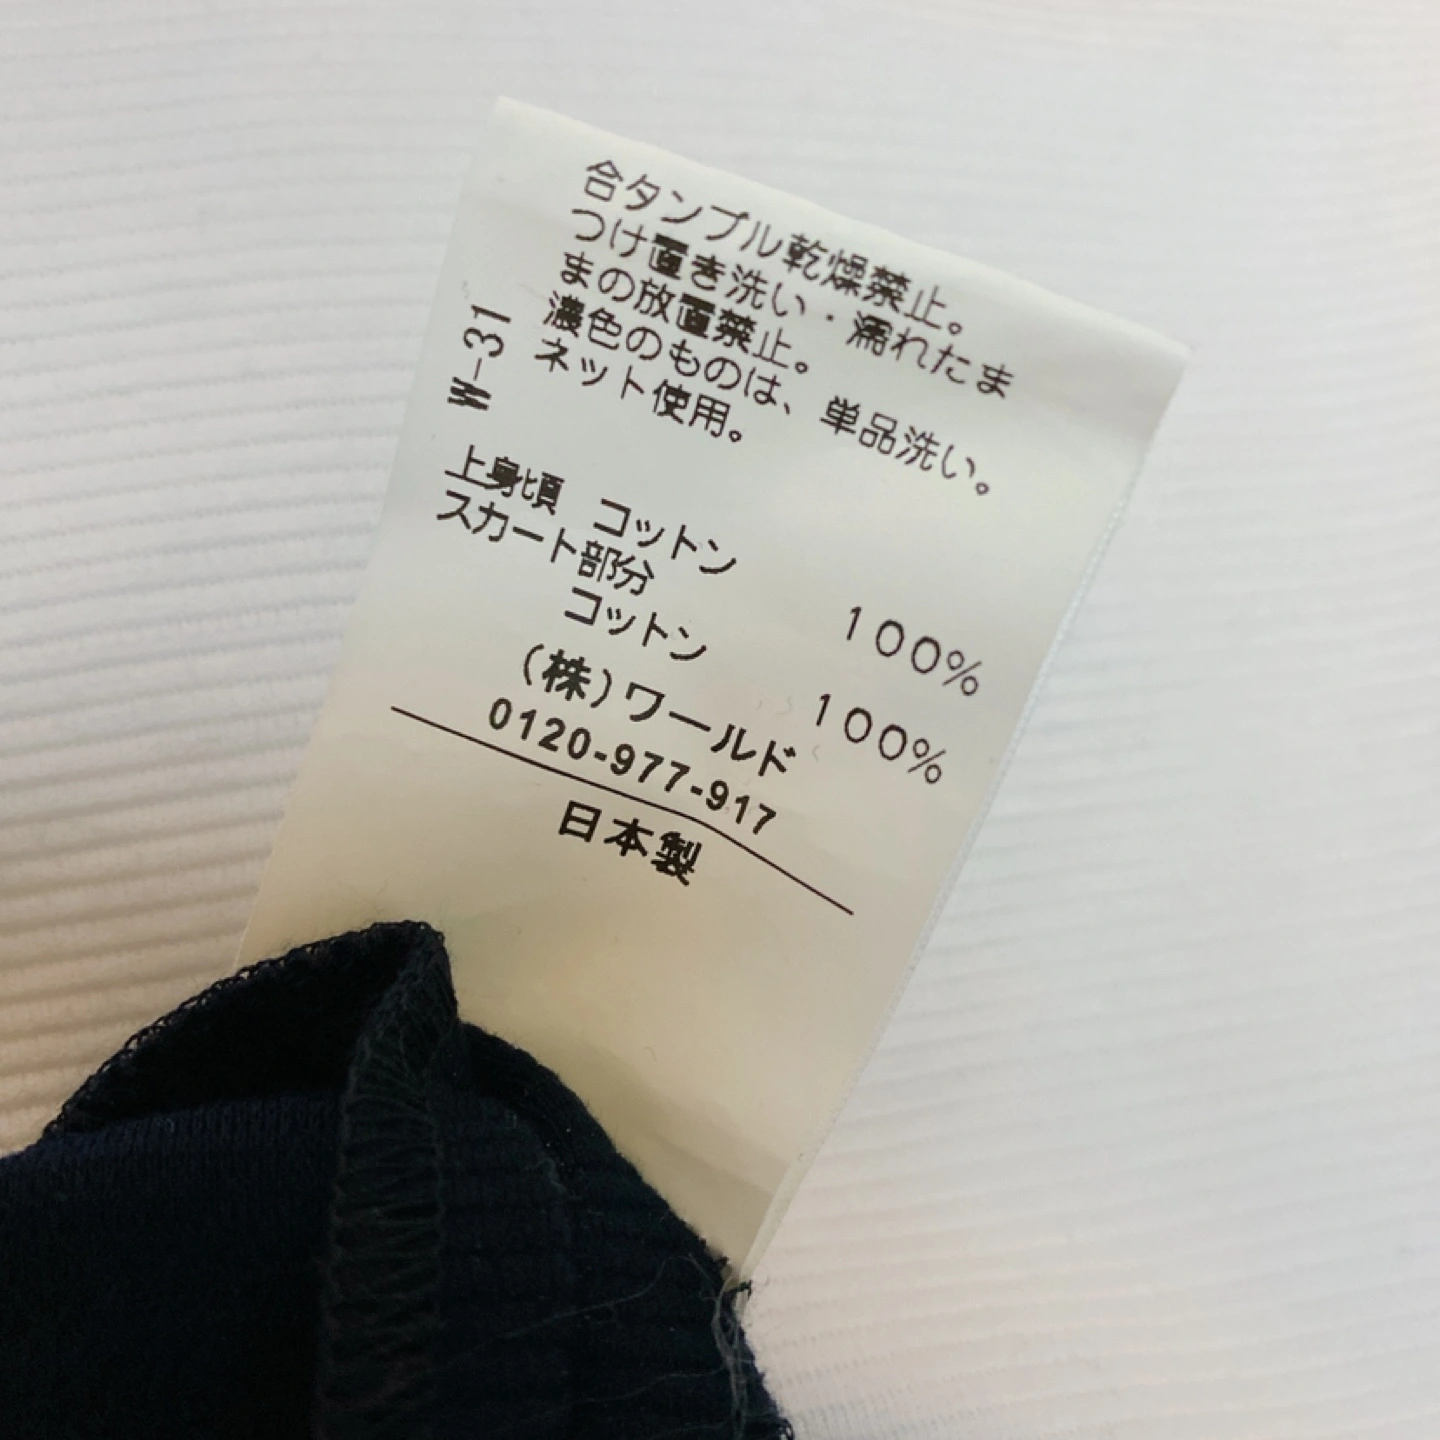 合タンブル乾燥禁止。
つけ置き洗い・濡れたま
まの放置禁止。
濃色のものは、単品洗い。
ネット使用。
W-31
上身頃 コットン 100%
スカート部分
コットン 100%
(株)ワールド
0120-977-917
日本製